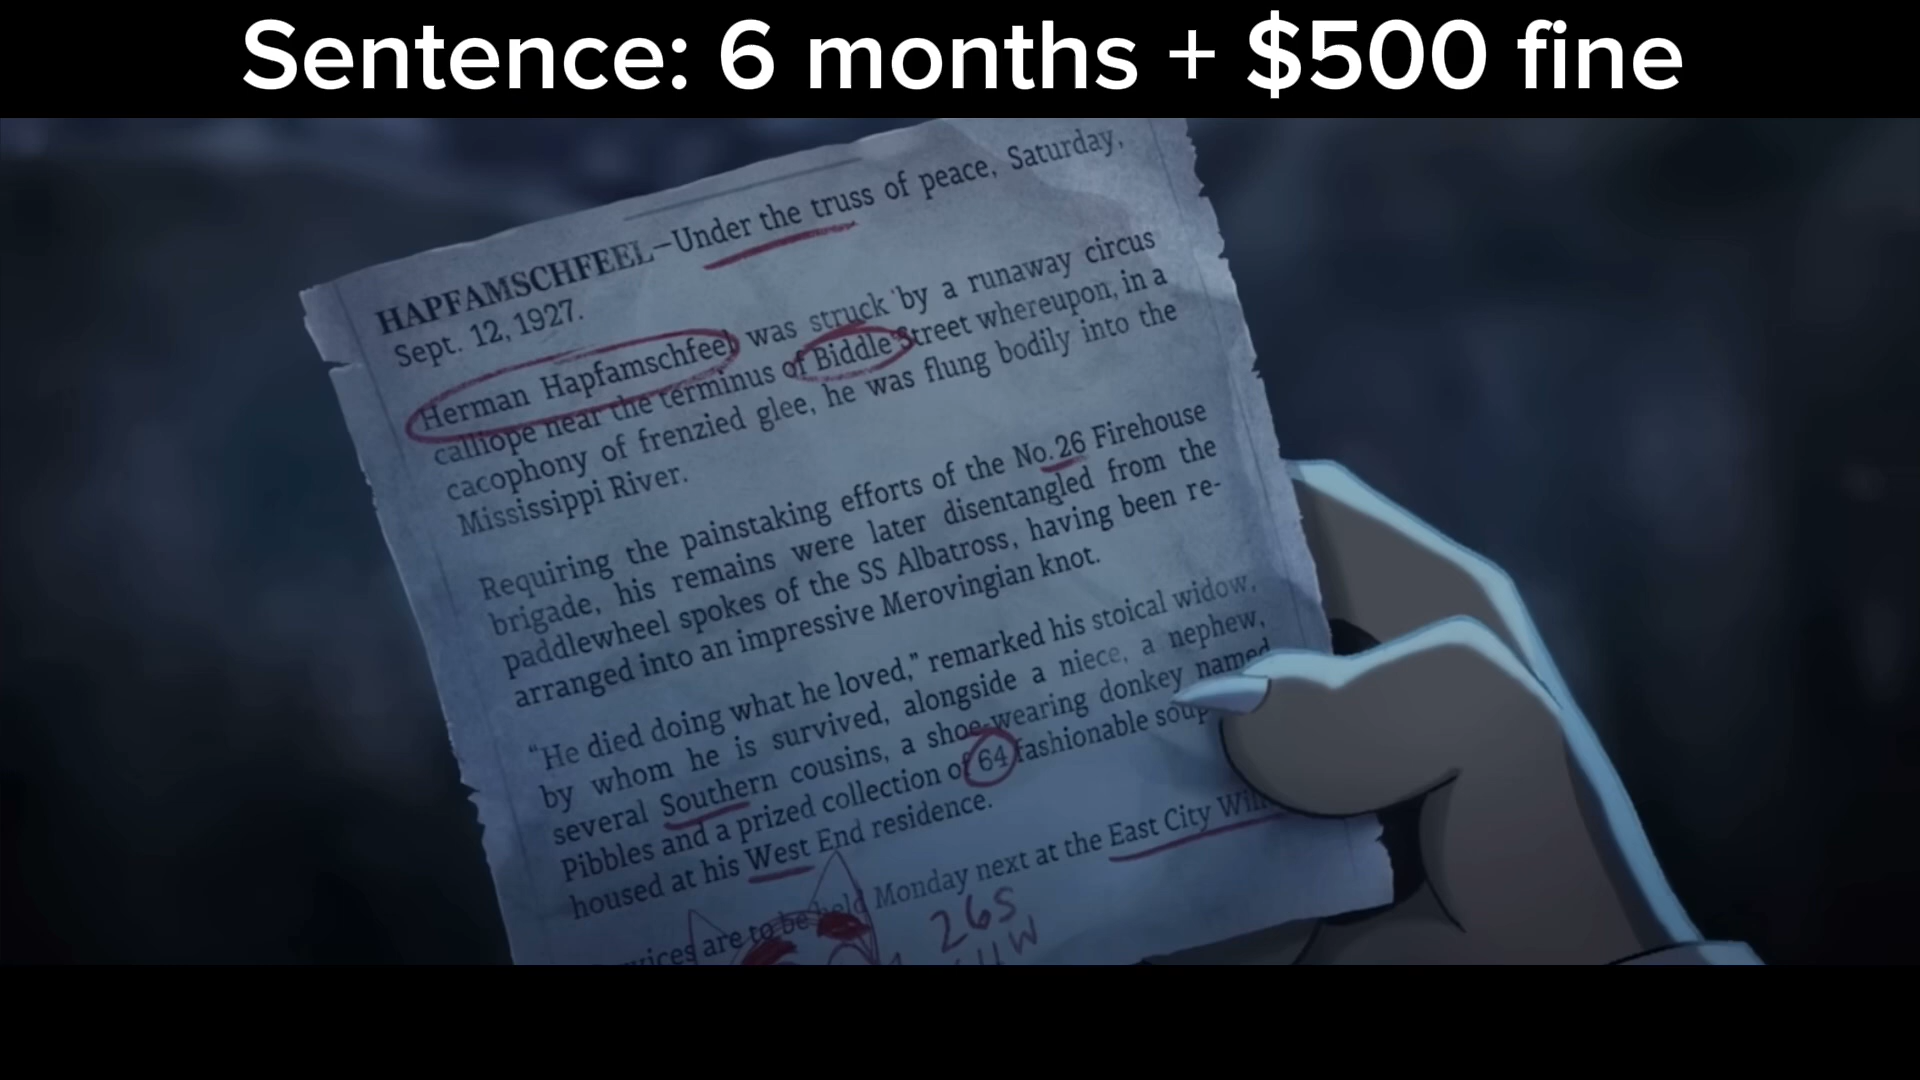 Sentence: 6 months + $500 fine
HAPFAMSCHFEEL—Under the truss of peace, Saturday,
Sept. 12, 1927.
Herman Hapfamschfeel was struck by a runaway circus
calliope near the terminus of Biddle Street whereupon, in a
cacophony of frenzied glee, he was flung bodily into the
Mississippi River.
Requiring the painstaking efforts of the No. 26 Firehouse
brigade, his remains were later disentangled from the
paddlewheel spokes of the SS Albatross, having been re-
arranged into an impressive Merovingian knot.
“He died doing what he loved,” remarked his stoical widow,
by whom he is survived, alongside a niece, a nephew,
several Southern cousins, a shoe-wearing donkey named
Pibbles and a prized collection of 64 fashionable soup
housed at his West End residence.
are to be held Monday next at the East City
26S